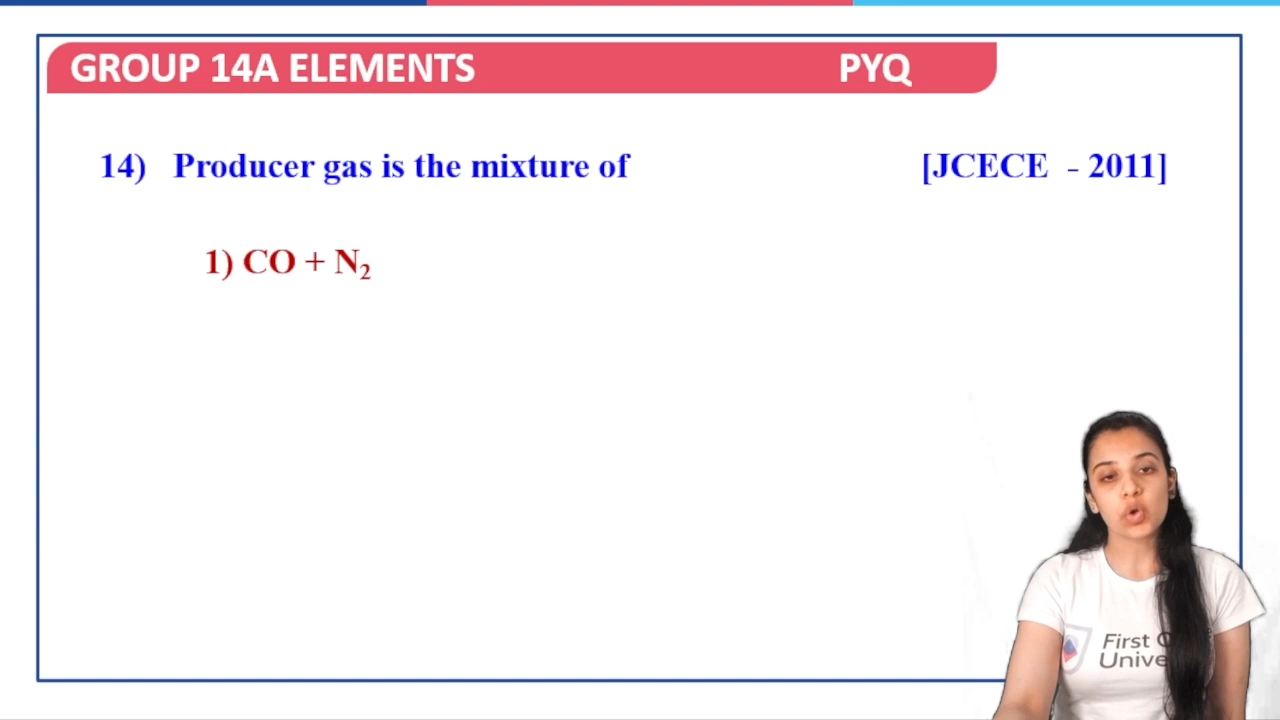 GROUP 14A ELEMENTS PYQ
14) Producer gas is the mixture of [JCECE - 2011]
1) CO + N₂
First
Unive